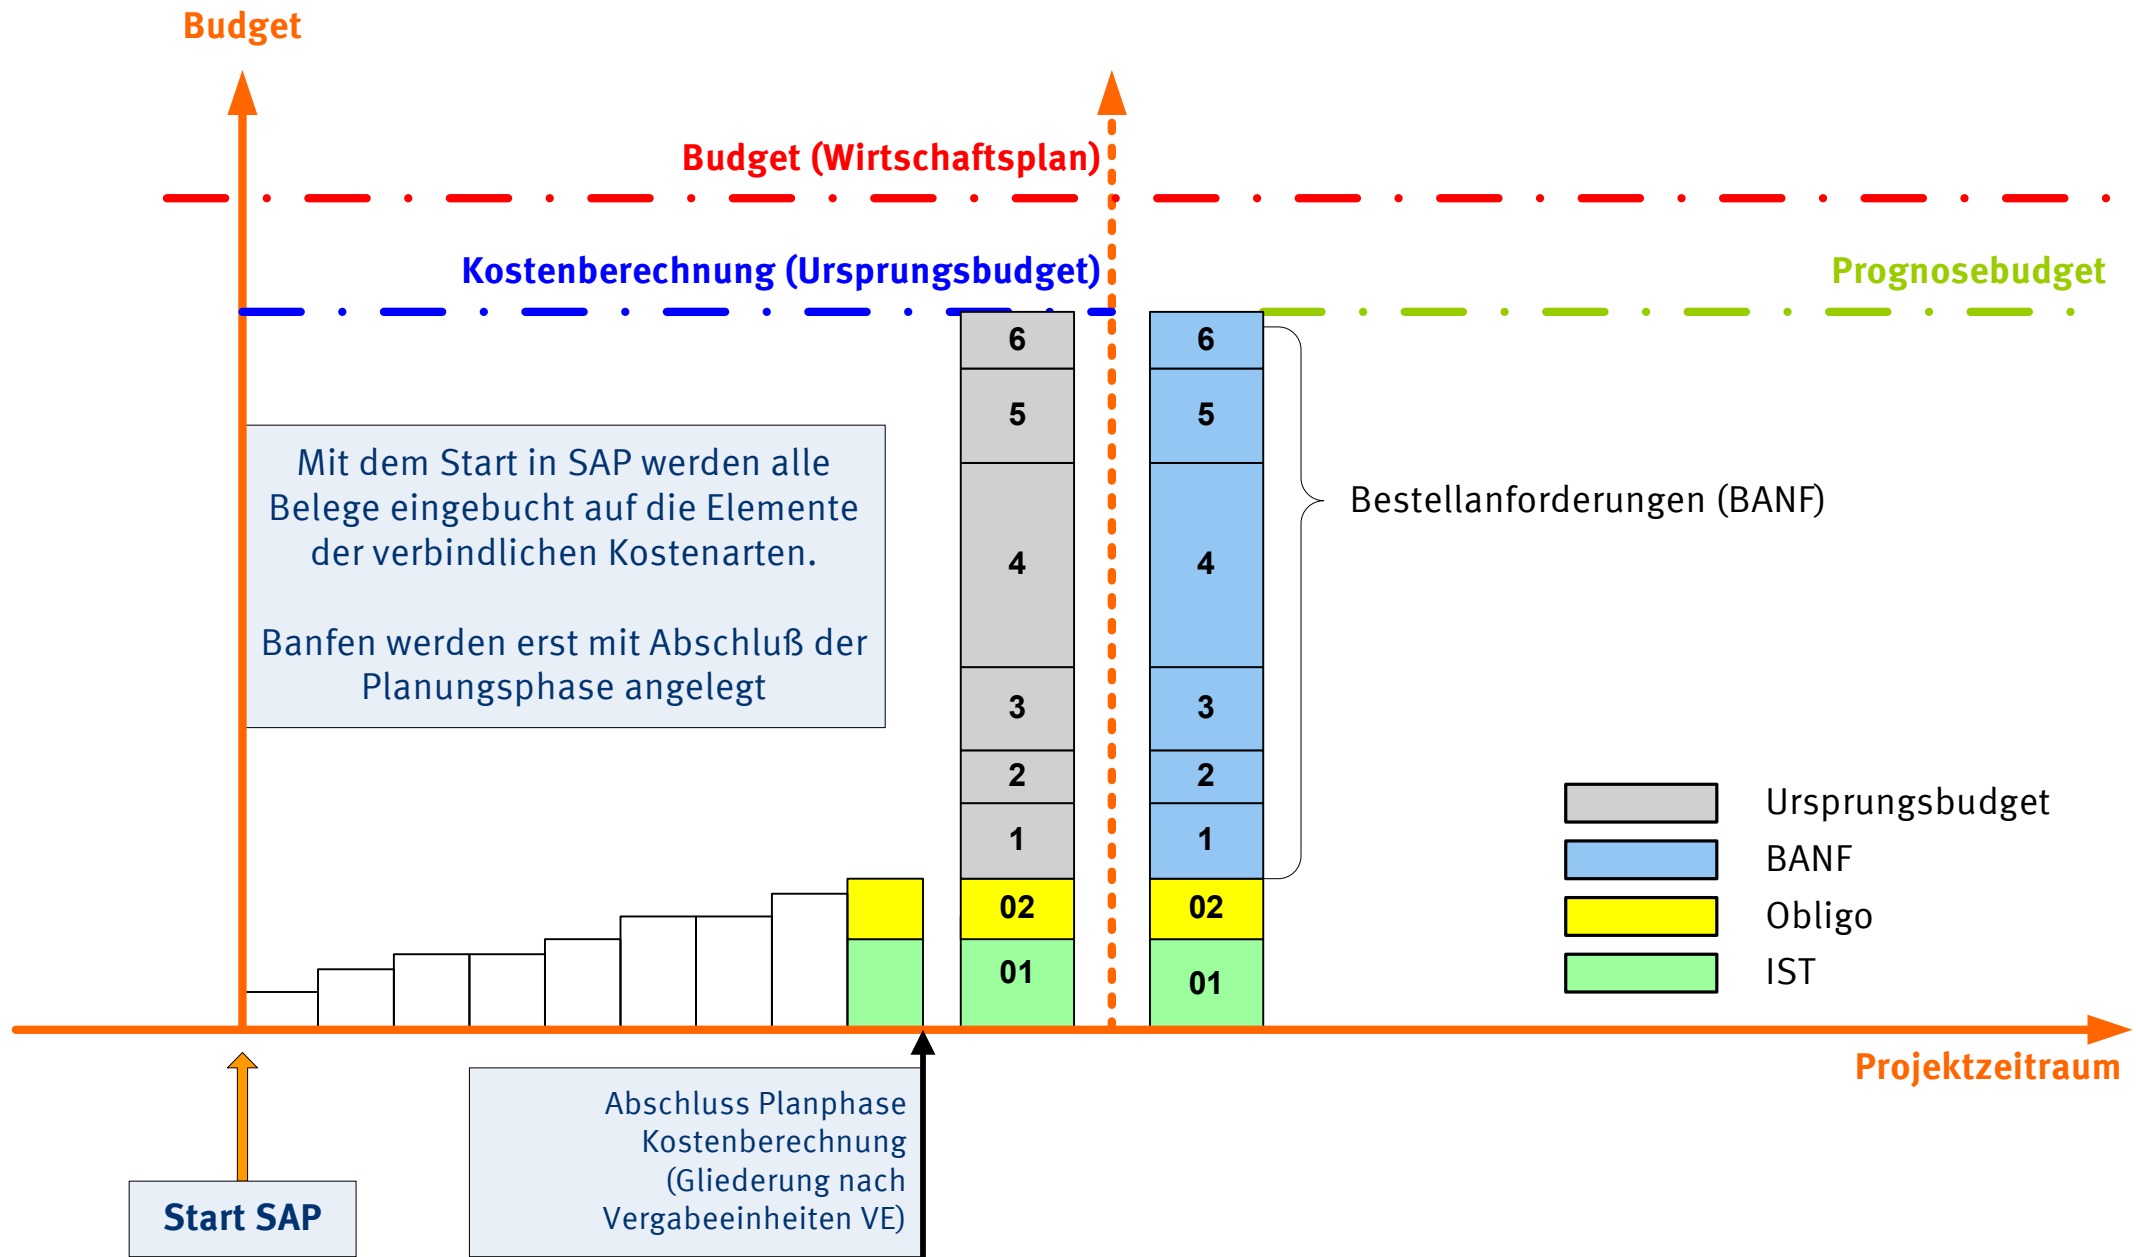 Budget
Budget (Wirtschaftsplan)
Kostenberechnung (Ursprungsbudget)
Prognosebudget
Mit dem Start in SAP werden alle
Belege eingebucht auf die Elemente
der verbindlichen Kostenarten.
Banfen werden erst mit Abschluß der
Planungsphase angelegt
6
5
4
3
2
1
02
01
6
5
4
3
2
1
02
01
Bestellanforderungen (BANF)
Ursprungsbudget
BANF
Obligo
IST
Projektzeitraum
Start SAP
Abschluss Planphase
Kostenberechnung
(Gliederung nach
Vergabeeinheiten VE)